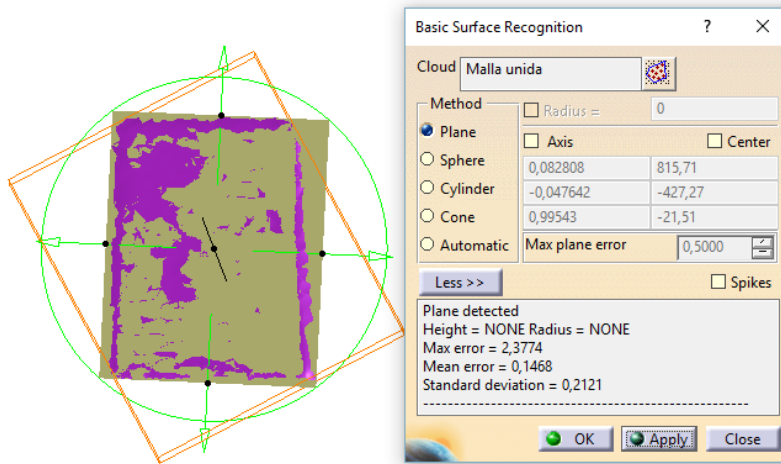 Basic Surface Recognition ? ×
Cloud Malla unida
Method
Plane
Sphere
Cylinder
Cone
Automatic
Radius = 0
Axis Center
0,082808 815,71
-0,047642 -427,27
0,99543 -21,51
Max plane error 0,5000
Less >> Spikes
Plane detected
Height = NONE Radius = NONE
Max error = 2,3774
Mean error = 0,1468
Standard deviation = 0,2121
----------------------------------------------------
OK Apply Close